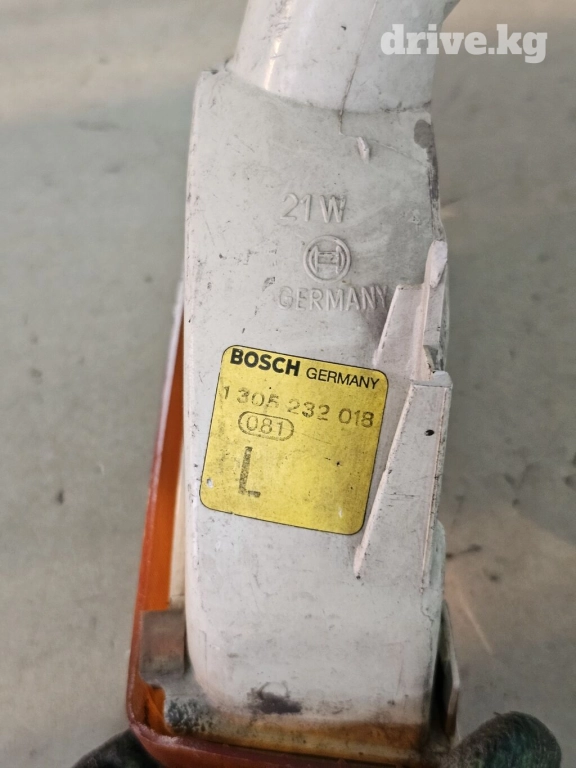 drive.kg
21W
GERMANY
BOSCH GERMANY
1 305 232 018
081
L